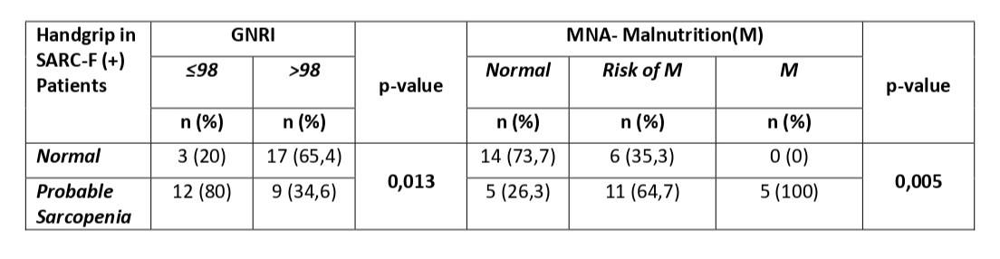 Handgrip in SARC-F (+) Patients GNRI p-value MNA- Malnutrition(M) p-value
≤98 >98 Normal Risk of M M
n (%) n (%) n (%) n (%) n (%)
Normal 3 (20) 17 (65,4) 0,013 14 (73,7) 6 (35,3) 0 (0) 0,005
Probable Sarcopenia 12 (80) 9 (34,6) 5 (26,3) 11 (64,7) 5 (100)